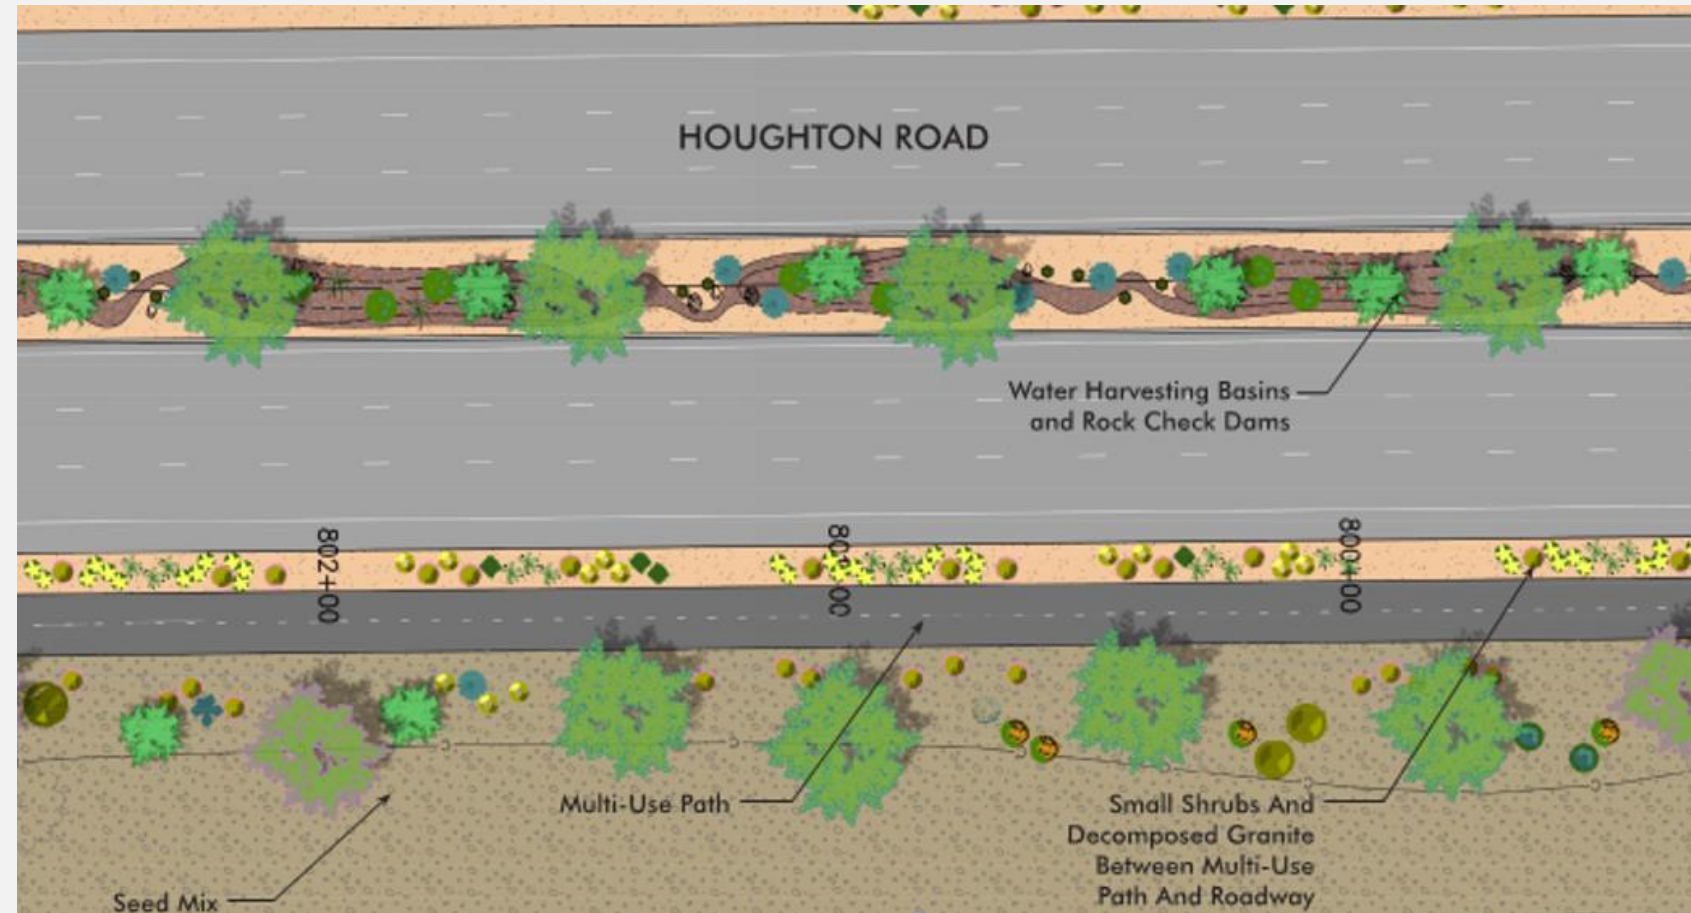 HOUGHTON ROAD
Water Harvesting Basins
and Rock Check Dams
802+00
800+00
Multi-Use Path
Small Shrubs And
Decomposed Granite
Between Multi-Use
Path And Roadway
Seed Mix